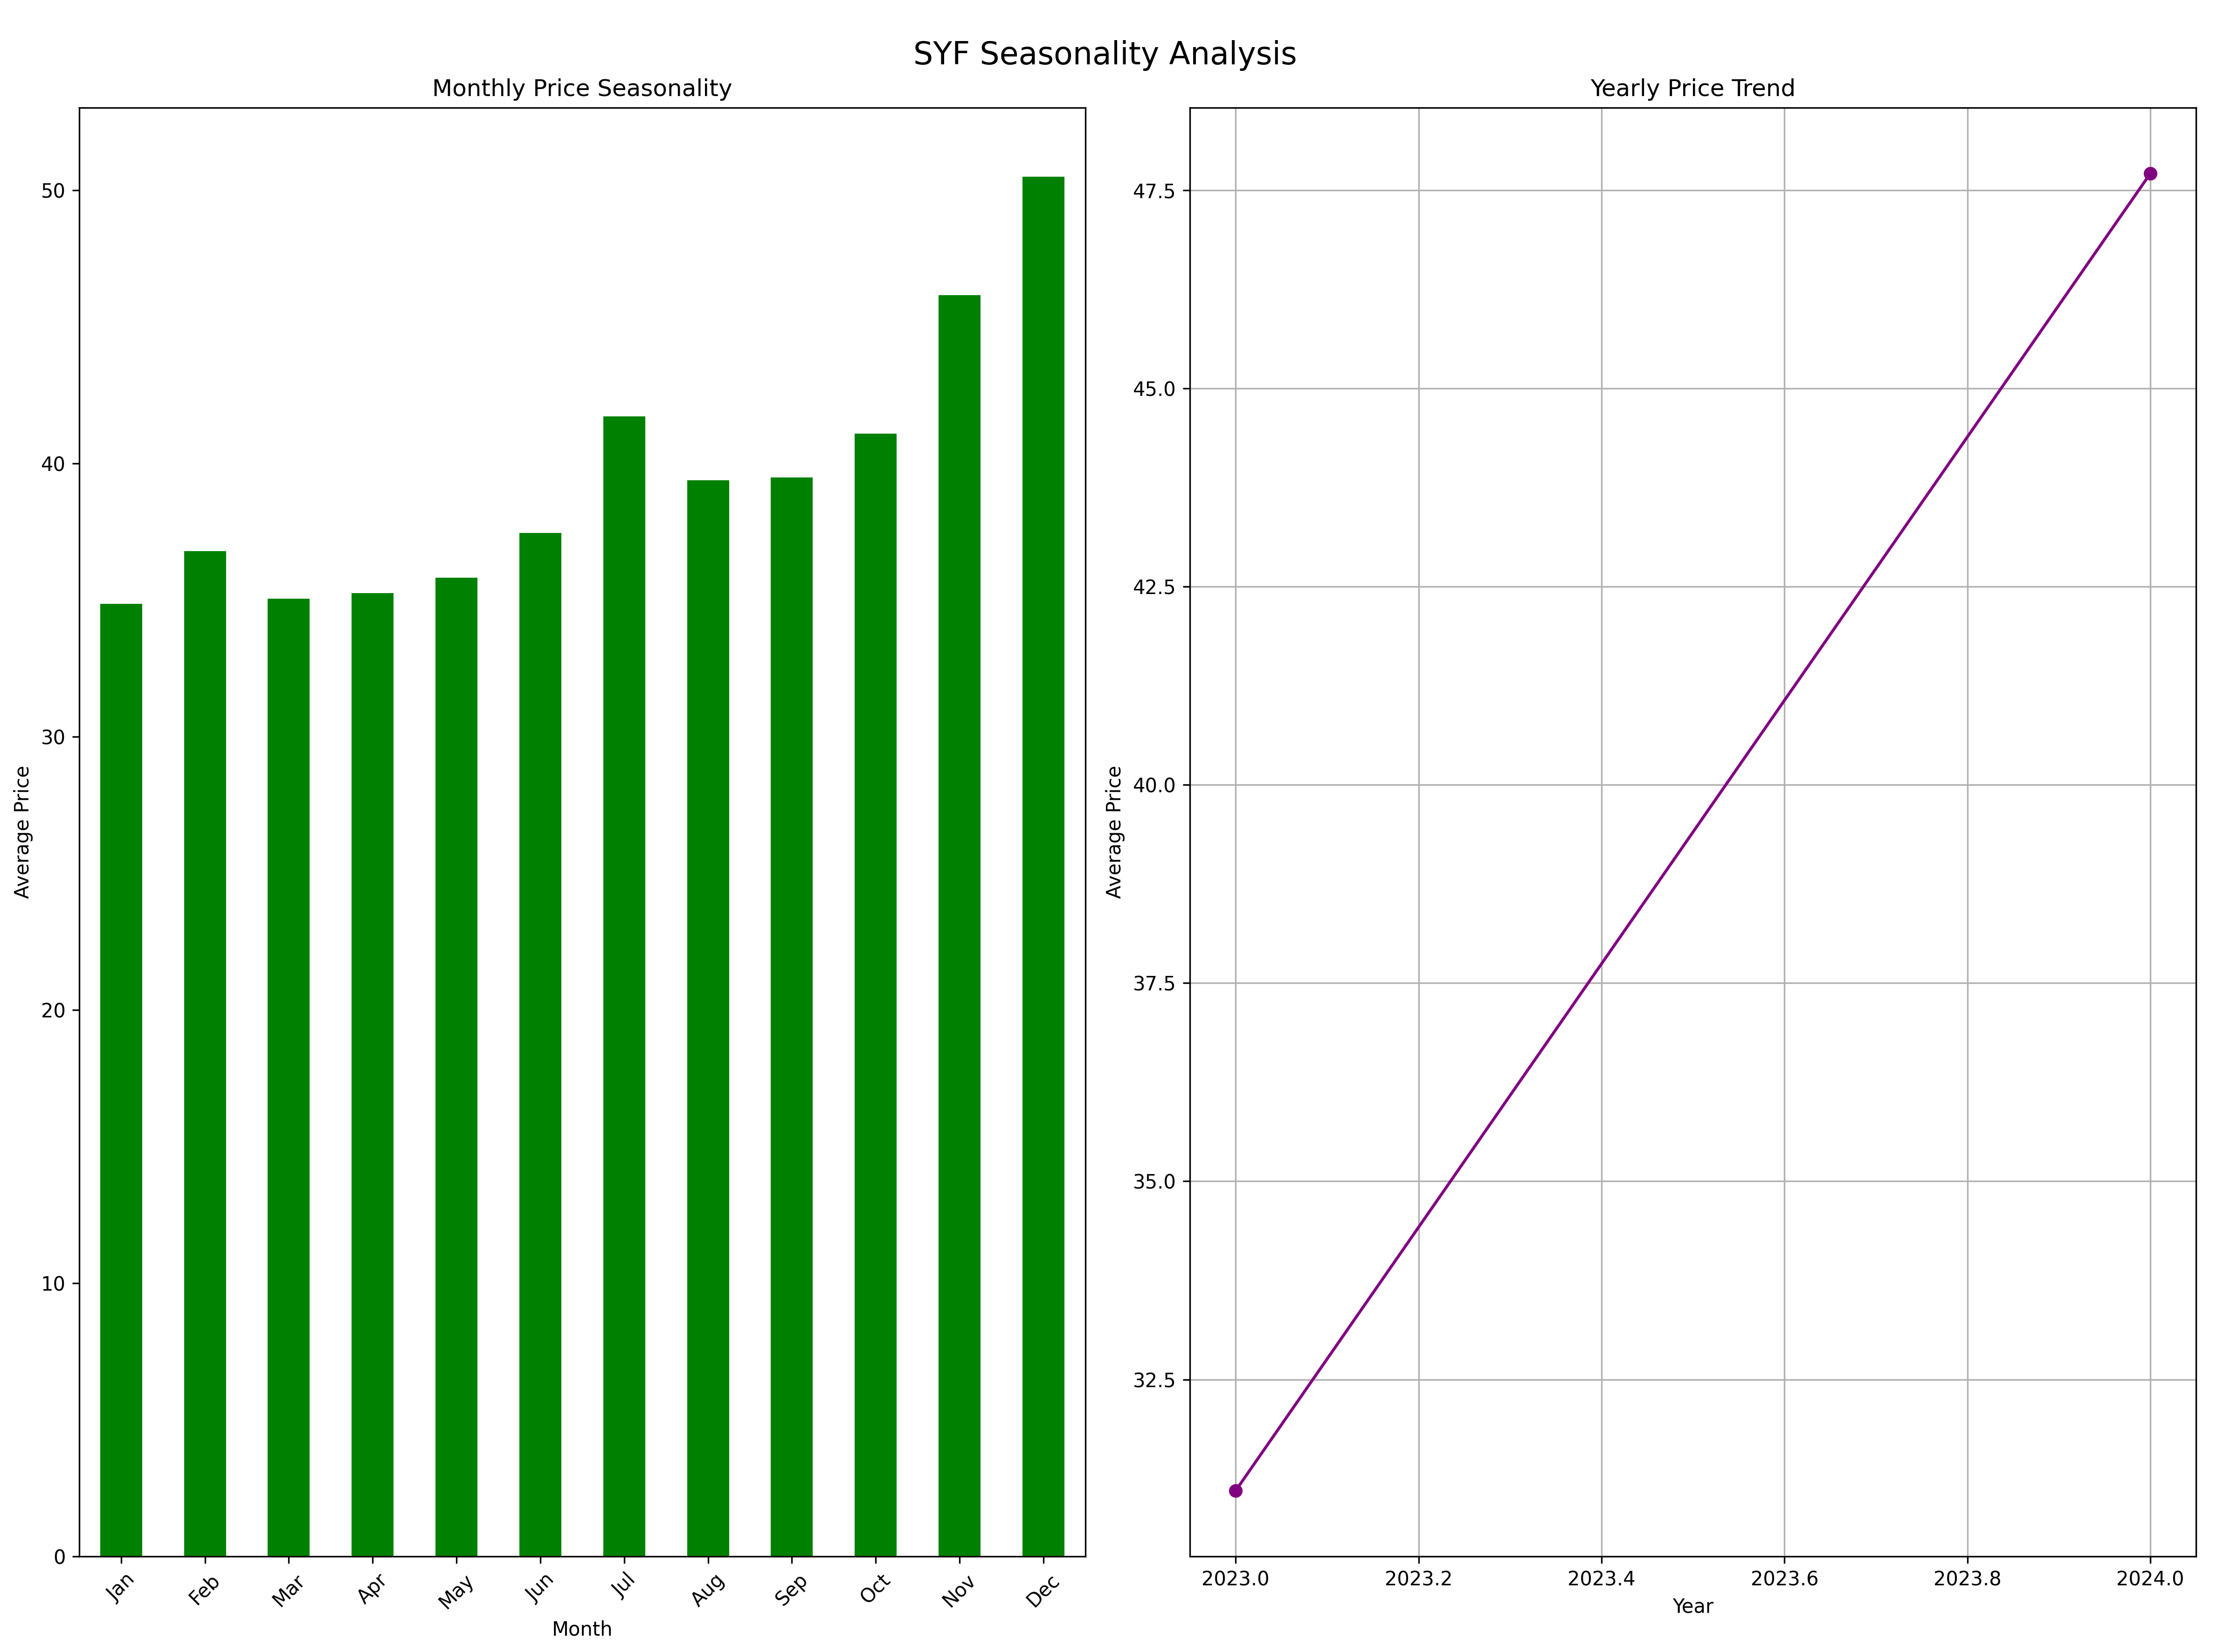 SYF Seasonality Analysis
Monthly Price Seasonality
50
40
30
20
10
0
Average Price
Jan
Feb
Mar
Apr
May
Jun
Jul
Aug
Sep
Oct
Nov
Dec
Month
Yearly Price Trend
47.5
45.0
42.5
40.0
37.5
35.0
32.5
Average Price
2023.0
2023.2
2023.4
2023.6
2023.8
2024.0
Year